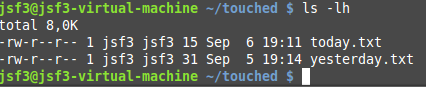 jsf3@jsf3-virtual-machine ~/touched $ ls -lh
total 8,0K
-rw-r--r-- 1 jsf3 jsf3 15 Sep  6 19:11 today.txt
-rw-r--r-- 1 jsf3 jsf3 31 Sep  5 19:14 yesterday.txt
jsf3@jsf3-virtual-machine ~/touched $